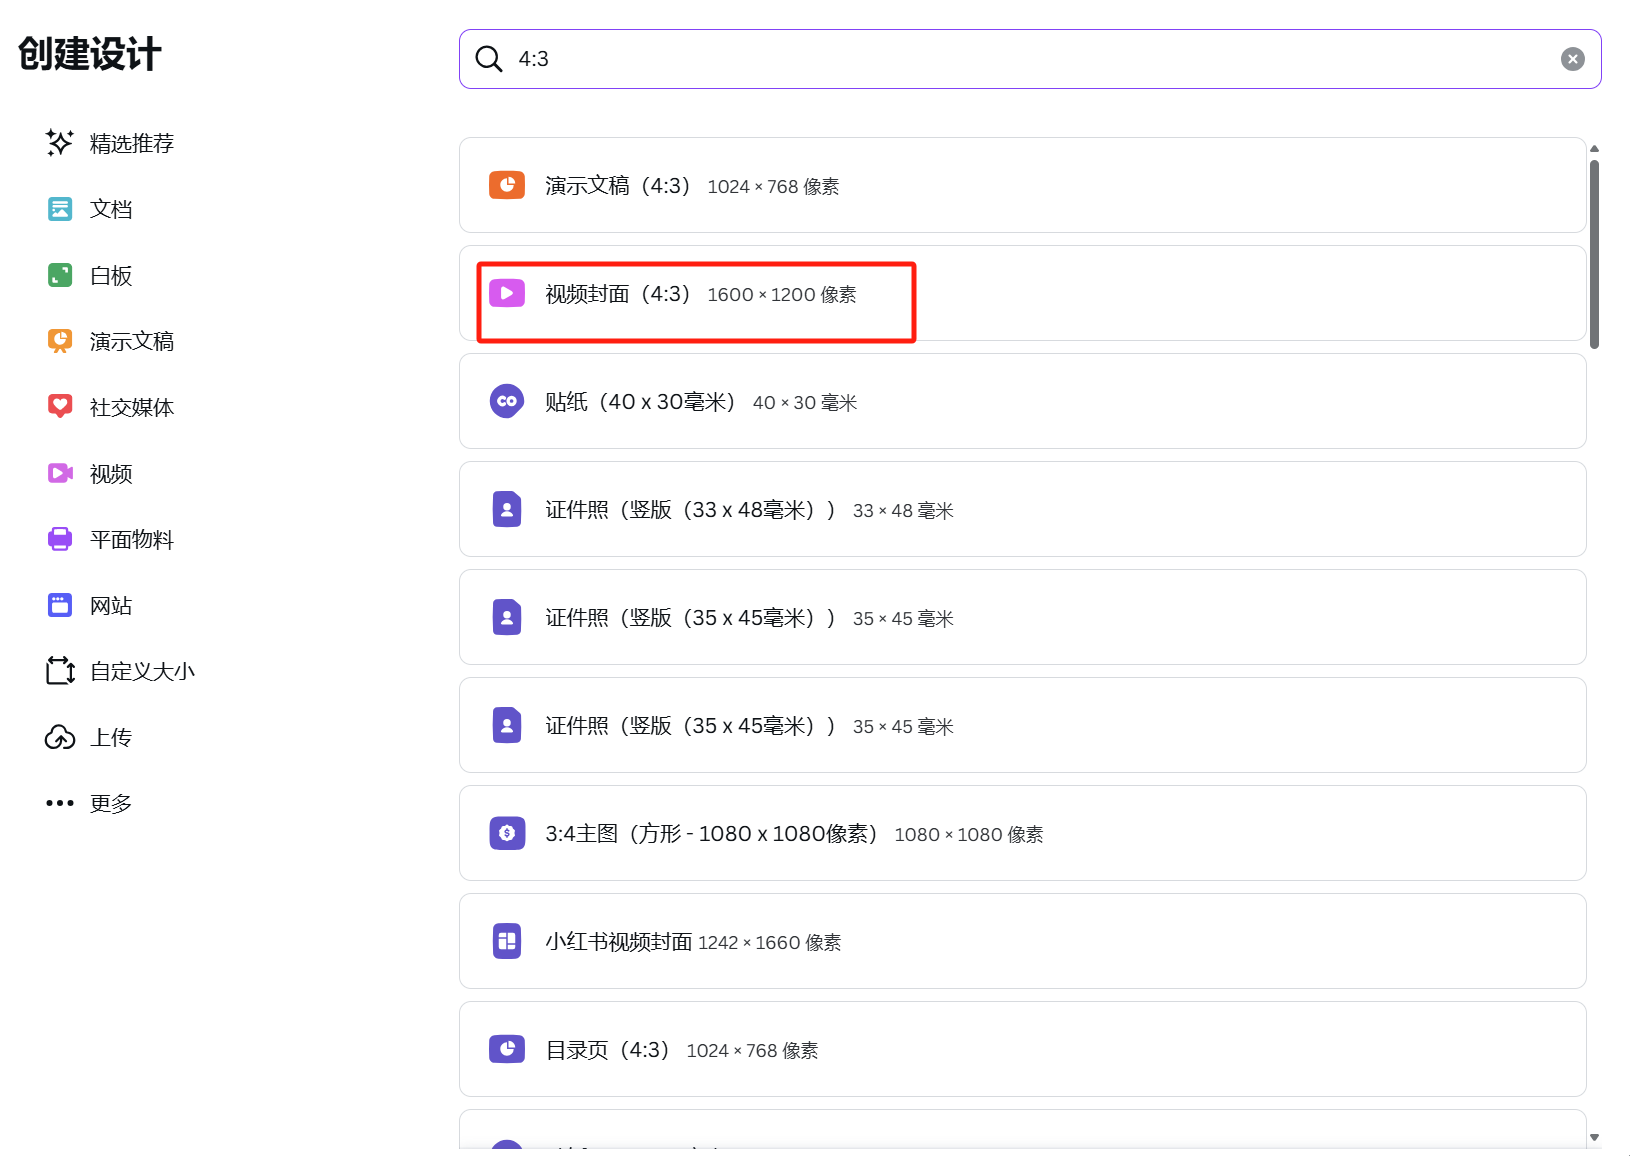 创建设计
4:3
精选推荐
文档
白板
演示文稿
社交媒体
视频
平面物料
网站
自定义大小
上传
更多
演示文稿（4:3） 1024 × 768 像素
视频封面（4:3） 1600 × 1200 像素
贴纸（40 x 30毫米） 40 × 30 毫米
证件照（竖版（33 x 48毫米）） 33 × 48 毫米
证件照（竖版（35 x 45毫米）） 35 × 45 毫米
证件照（竖版（35 x 45毫米）） 35 × 45 毫米
3:4主图（方形 - 1080 x 1080像素） 1080 × 1080 像素
小红书视频封面 1242 × 1660 像素
目录页（4:3） 1024 × 768 像素